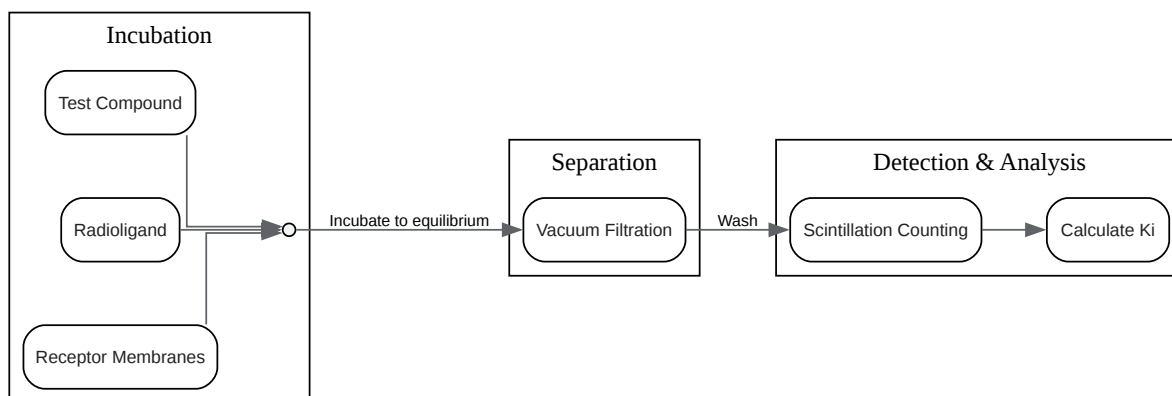 Incubation
Test Compound
Radioligand
Receptor Membranes
Incubate to equilibrium
Separation
Vacuum Filtration
Wash
Detection & Analysis
Scintillation Counting
Calculate Ki